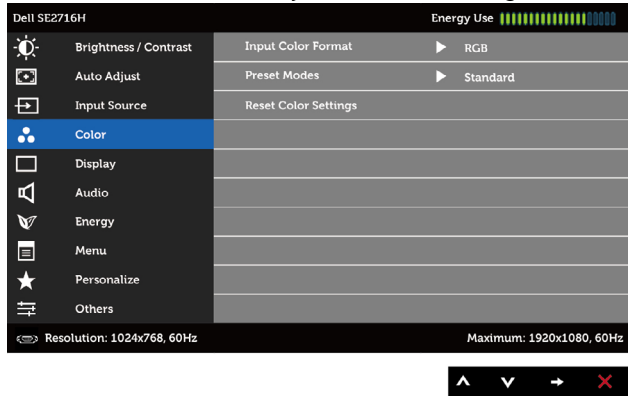 Dell SE2716H Energy Use
Brightness / Contrast Input Color Format RGB
Auto Adjust Preset Modes Standard
Input Source Reset Color Settings
Color
Display
Audio
Energy
Menu
Personalize
Others
Resolution: 1024x768, 60Hz Maximum: 1920x1080, 60Hz